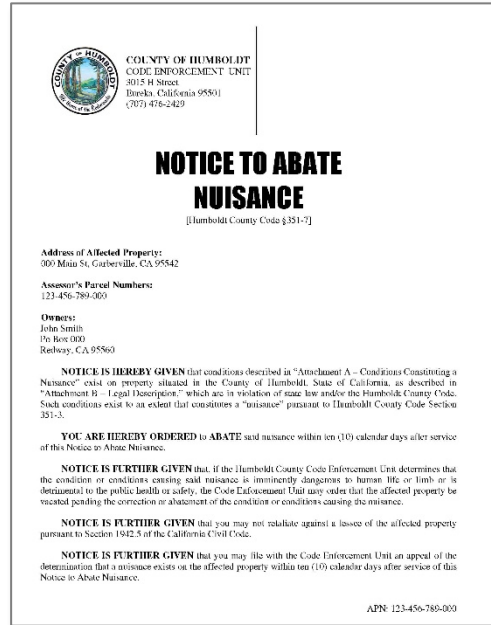 COUNTY OF HUMBOLDT
COUNTY OF HUMBOLDT
CODE ENFORCEMENT UNIT
3015 H Street
Eureka, California 95501
(707) 476-2429
NOTICE TO ABATE
NUISANCE
[Humboldt County Code §351-7]
Address of Affected Property:
000 Main St, Garberville, CA 95542
Assessor's Parcel Numbers:
123-456-789-000
Owners:
John Smith
Po Box 000
Redway, CA 95560
NOTICE IS HEREBY GIVEN that conditions described in “Attachment A – Conditions Constituting a
Nuisance” exist on property situated in the County of Humboldt, State of California, as described in
“Attachment B – Legal Description,” which are in violation of state law and/or the Humboldt County Code.
Such conditions exist to an extent that constitutes a “nuisance” pursuant to Humboldt County Code Section
351-3.
YOU ARE HEREBY ORDERED to ABATE said nuisance within ten (10) calendar days after service
of this Notice to Abate Nuisance.
NOTICE IS FURTHER GIVEN that, if the Humboldt County Code Enforcement Unit determines that
the condition or conditions causing said nuisance is imminently dangerous to human life or limb or is
detrimental to the public health or safety, the Code Enforcement Unit may order that the affected property be
vacated pending the correction or abatement of the condition or conditions causing the nuisance.
NOTICE IS FURTHER GIVEN that you may not retaliate against a lessee of the affected property
pursuant to Section 1942.5 of the California Civil Code.
NOTICE IS FURTHER GIVEN that you may file with the Code Enforcement Unit an appeal of the
determination that a nuisance exists on the affected property within ten (10) calendar days after service of this
Notice to Abate Nuisance.
APN: 123-456-789-000